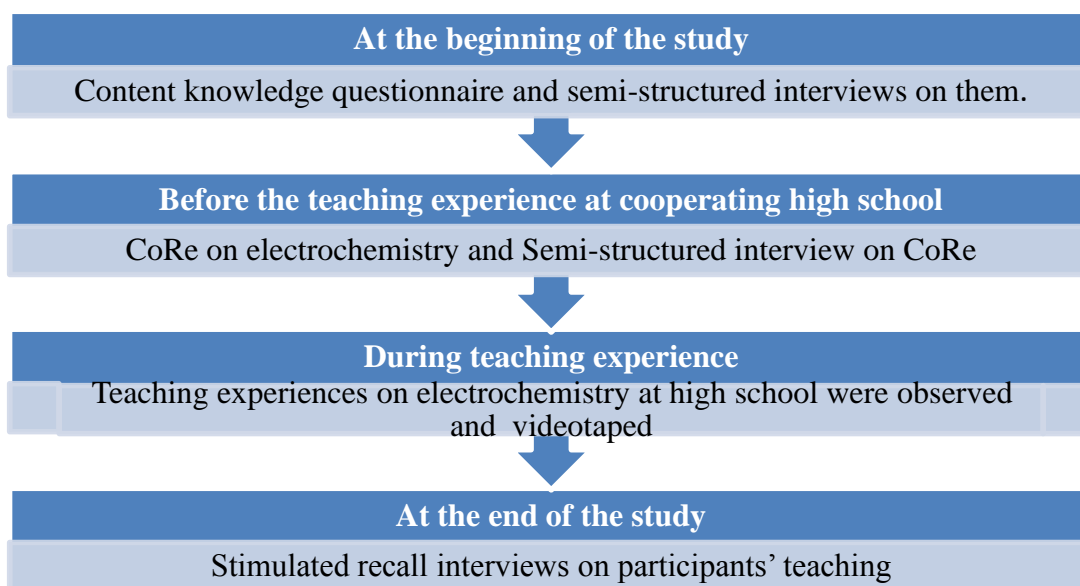 At the beginning of the study
Content knowledge questionnaire and semi-structured interviews on them.
Before the teaching experience at cooperating high school
CoRe on electrochemistry and Semi-structured interview on CoRe
During teaching experience
Teaching experiences on electrochemistry at high school were observed
and videotaped
At the end of the study
Stimulated recall interviews on participants’ teaching